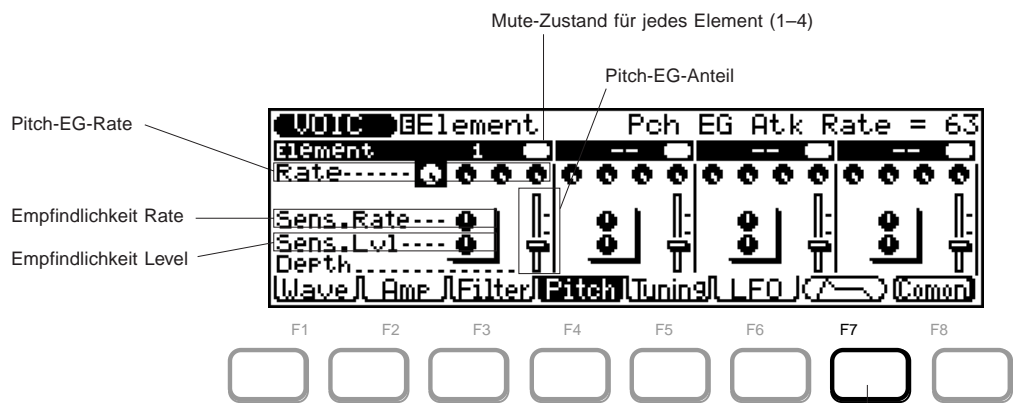 Mute-Zustand für jedes Element (1–4)
Pitch-EG-Anteil
Pitch-EG-Rate
Empfindlichkeit Rate
Empfindlichkeit Level
VOIC EElement Pch EG Atk Rate = 63
Element 1 -- -- --
Rate------
Sens.Rate---
Sens.Lvl----
Depth..............
Wave Amp Filter Pitch Tuning LFO Comon
F1 F2 F3 F4 F5 F6 F7 F8